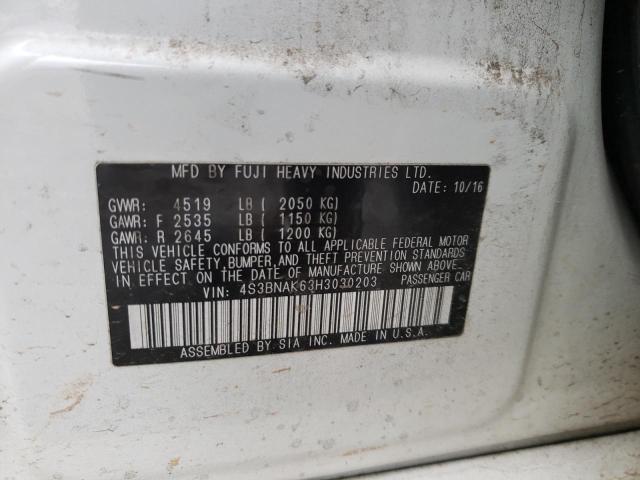 MFD BY FUJI HEAVY INDUSTRIES LTD.
DATE: 10/16
GVWR: 4519 LB ( 2050 KG)
GAWR: F 2535 LB ( 1150 KG)
GAWR: R 2645 LB ( 1200 KG)
THIS VEHICLE CONFORMS TO ALL APPLICABLE FEDERAL MOTOR
VEHICLE SAFETY, BUMPER, AND THEFT PREVENTION STANDARDS
IN EFFECT ON THE DATE OF MANUFACTURE SHOWN ABOVE.
VIN: 4S3BNAK63H3030203 PASSENGER CAR
ASSEMBLED BY SIA INC. MADE IN U.S.A.